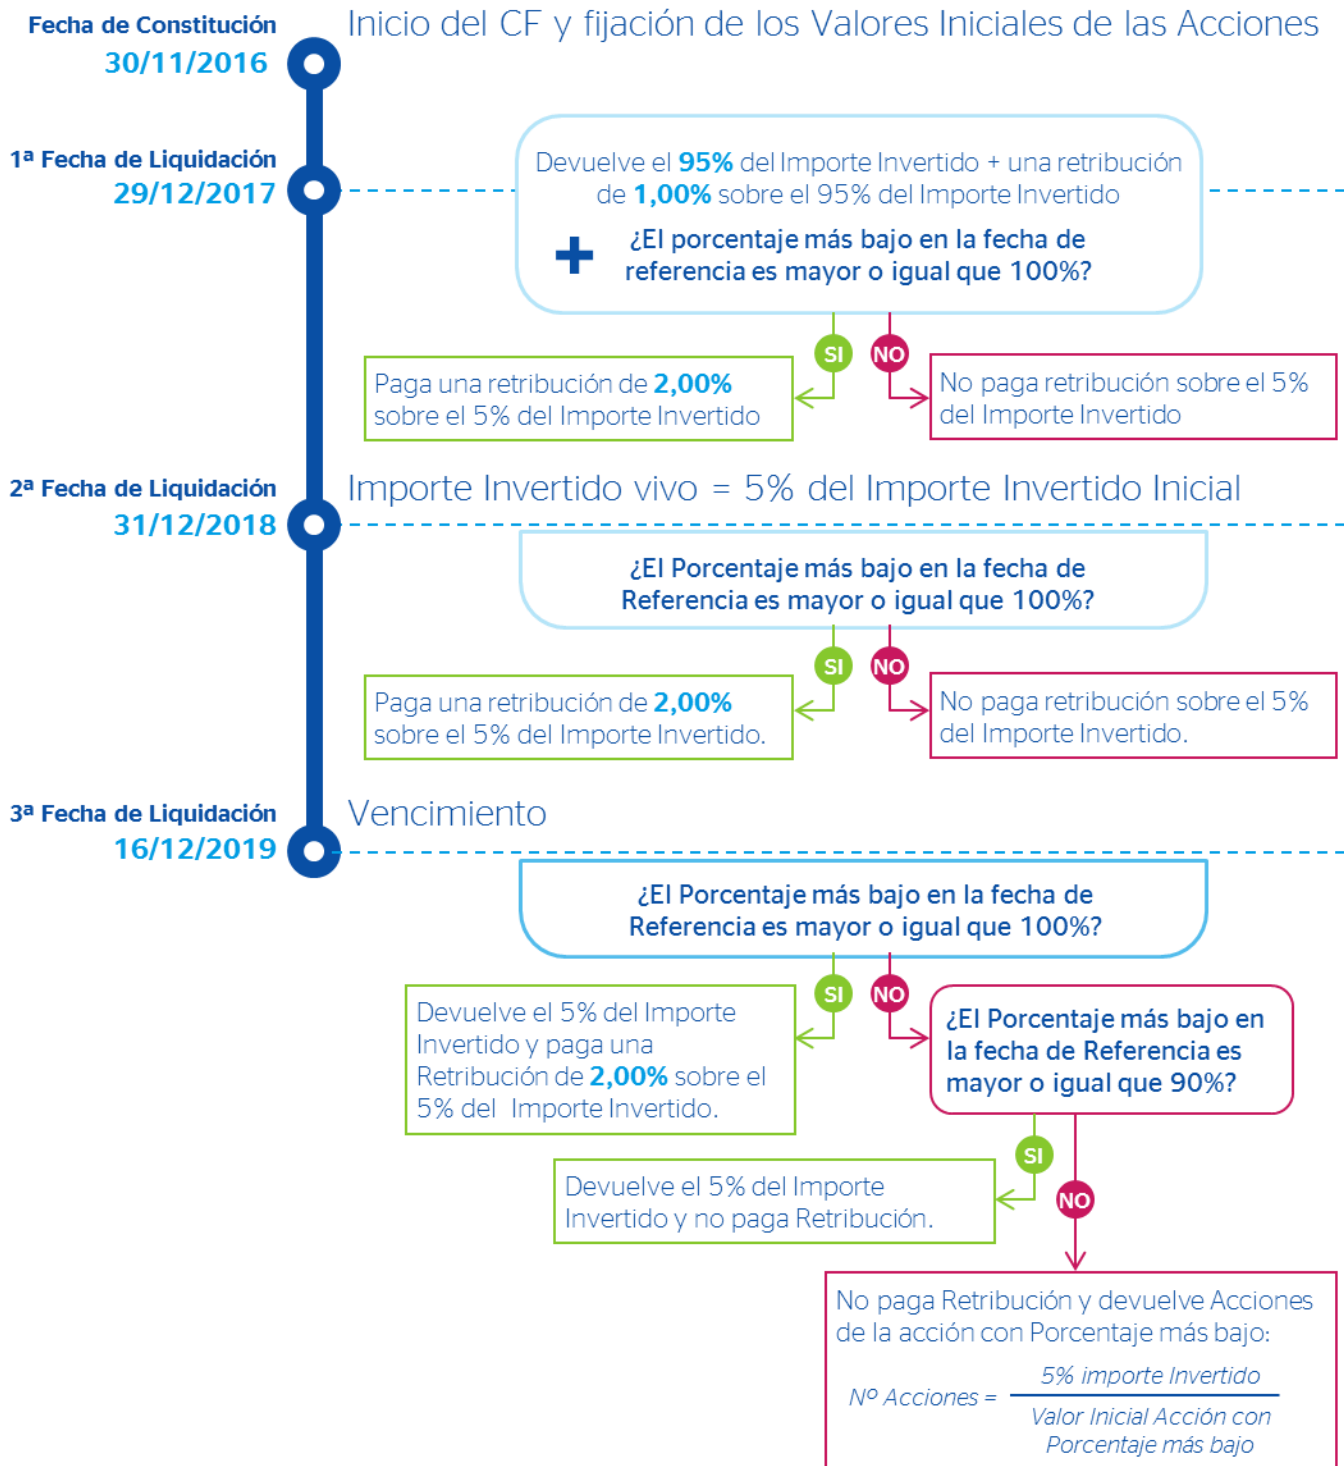 Fecha de Constitución
30/11/2016
Inicio del CF y fijación de los Valores Iniciales de las Acciones
1ª Fecha de Liquidación
29/12/2017
Devuelve el 95% del Importe Invertido + una retribución
de 1,00% sobre el 95% del Importe Invertido
+
¿El porcentaje más bajo en la fecha de
referencia es mayor o igual que 100%?
SI
NO
Paga una retribución de 2,00%
sobre el 5% del Importe Invertido
No paga retribución sobre el 5%
del Importe Invertido
2ª Fecha de Liquidación
31/12/2018
Importe Invertido vivo = 5% del Importe Invertido Inicial
¿El Porcentaje más bajo en la fecha de
Referencia es mayor o igual que 100%?
SI
NO
Paga una retribución de 2,00%
sobre el 5% del Importe Invertido.
No paga retribución sobre el 5%
del Importe Invertido.
3ª Fecha de Liquidación
16/12/2019
Vencimiento
¿El Porcentaje más bajo en la fecha de
Referencia es mayor o igual que 100%?
SI
NO
Devuelve el 5% del Importe
Invertido y paga una
Retribución de 2,00% sobre el
5% del Importe Invertido.
¿El Porcentaje más bajo en
la fecha de Referencia es
mayor o igual que 90%?
SI
NO
Devuelve el 5% del Importe
Invertido y no paga Retribución.
No paga Retribución y devuelve Acciones
de la acción con Porcentaje más bajo:
Nº Acciones =
5% importe Invertido
Valor Inicial Acción con
Porcentaje más bajo